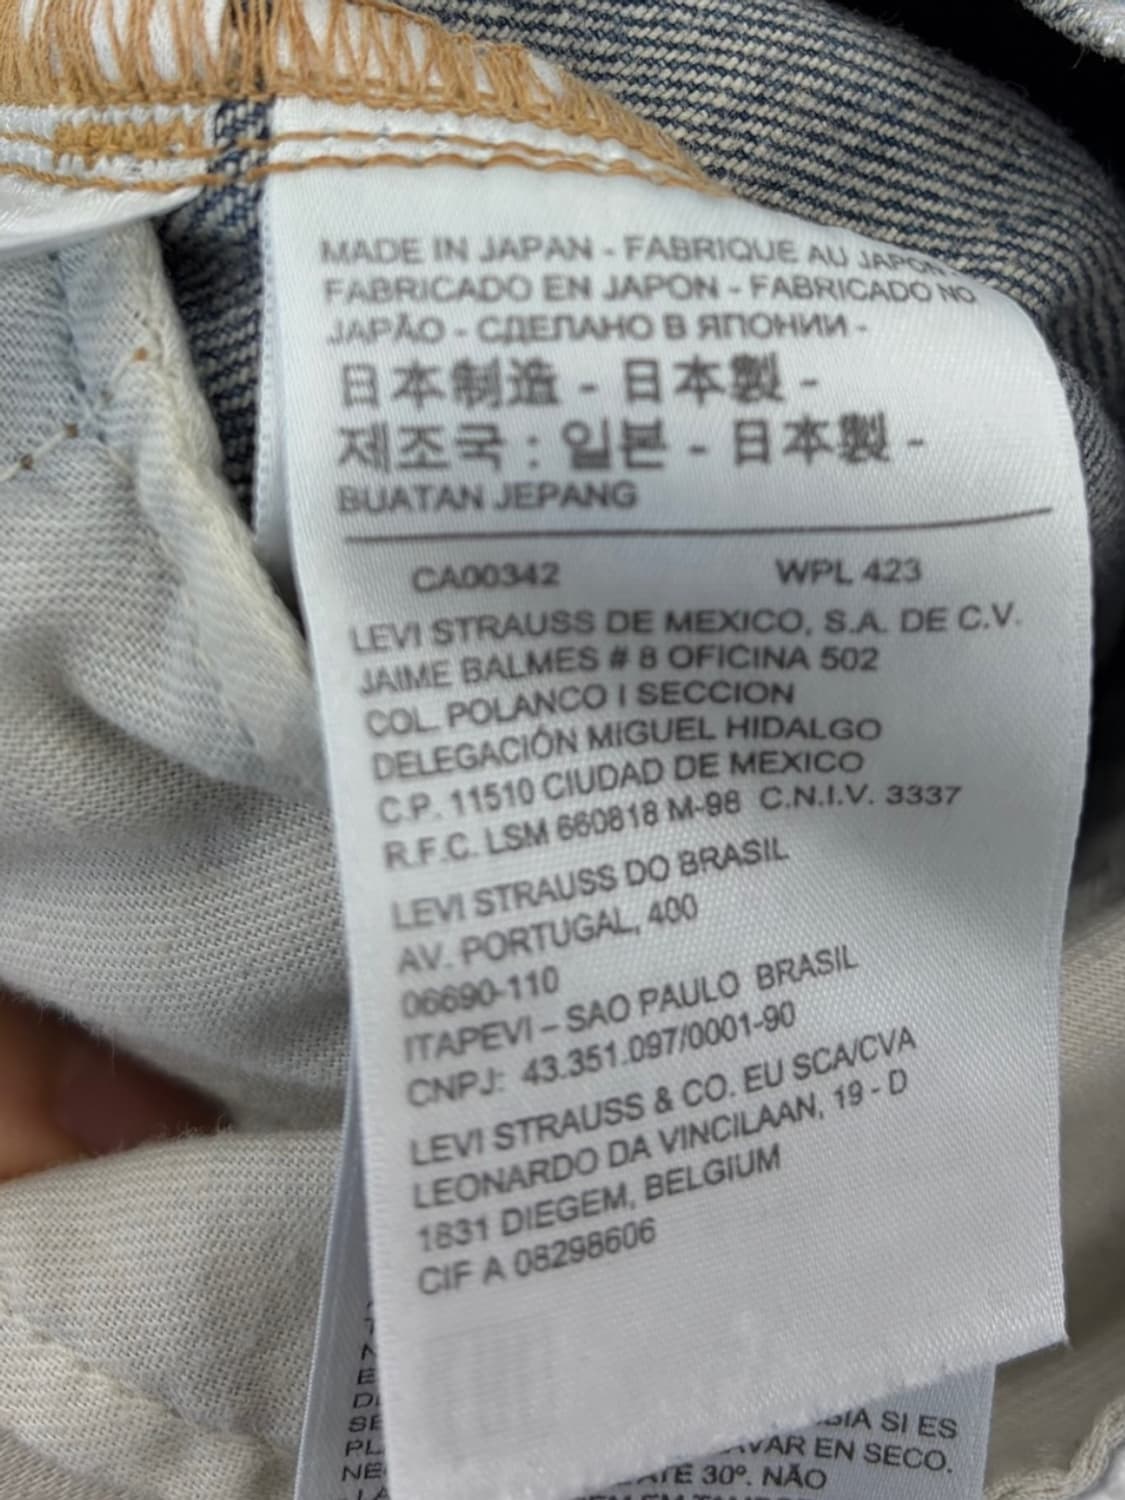 MADE IN JAPAN - FABRIQUE AU JAPON -
FABRICADO EN JAPON - FABRICADO NO
JAPÃO - СДЕЛАНО В ЯПОНИИ -
日本制造 - 日本製 -
제조국 : 일본 - 日本製 -
BUATAN JEPANG
CA00342 WPL 423
LEVI STRAUSS DE MEXICO, S.A. DE C.V.
JAIME BALMES # 8 OFICINA 502
COL. POLANCO I SECCION
DELEGACIÓN MIGUEL HIDALGO
C.P. 11510 CIUDAD DE MEXICO
R.F.C. LSM 660818 M-98 C.N.I.V. 3337
LEVI STRAUSS DO BRASIL
AV. PORTUGAL, 400
06690-110
ITAPEVI – SAO PAULO BRASIL
CNPJ: 43.351.097/0001-90
LEVI STRAUSS & CO. EU SCA/CVA
LEONARDO DA VINCILAAN, 19 - D
1831 DIEGEM, BELGIUM
CIF A 08298606
SI ES
EN SECO.
30º. NÃO